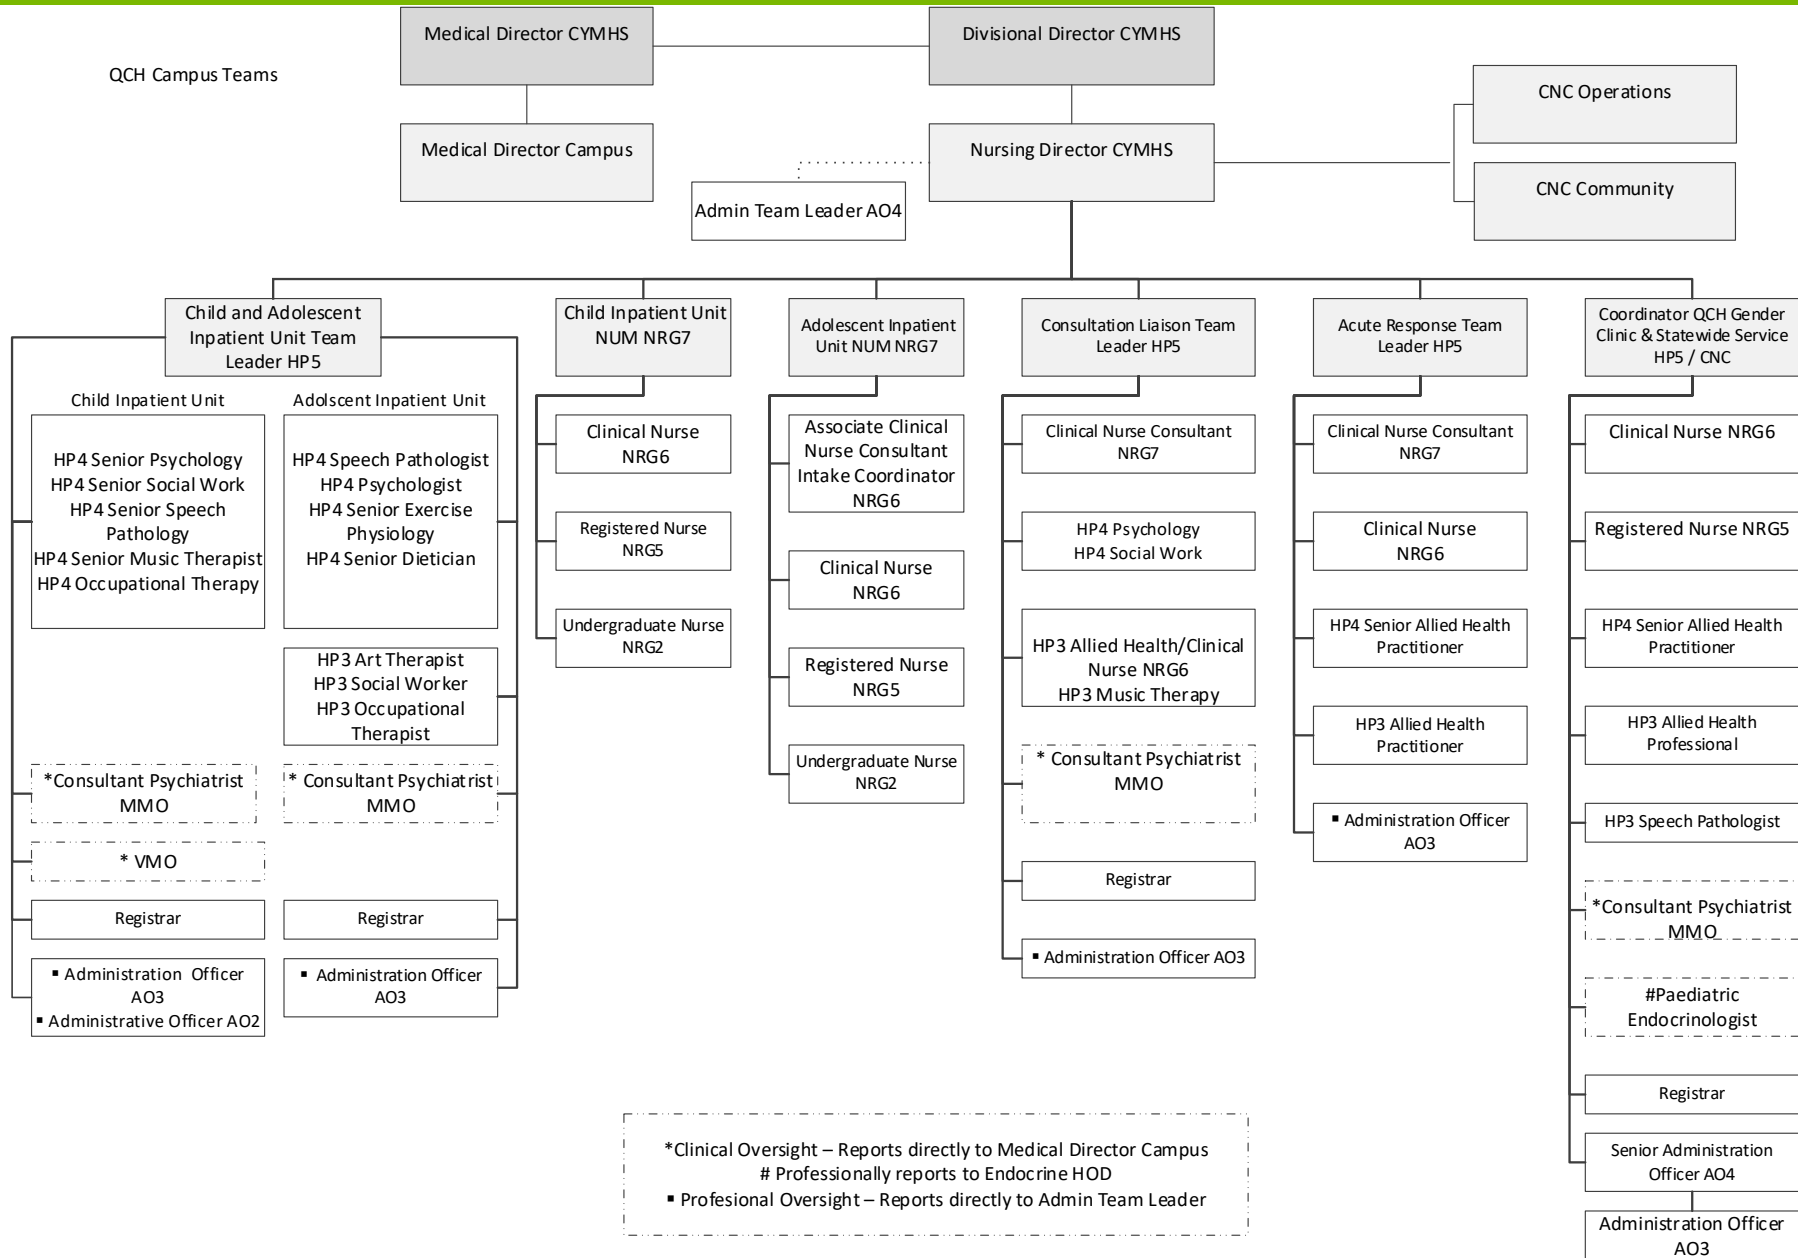 Medical Director CYMHS
Divisional Director CYMHS
QCH Campus Teams
CNC Operations
Medical Director Campus
Nursing Director CYMHS
CNC Community
Admin Team Leader AO4
Child and Adolescent
Inpatient Unit Team
Leader HP5
Child Inpatient Unit
Adolscent Inpatient Unit
HP4 Senior Psychology
HP4 Senior Social Work
HP4 Senior Speech
Pathology
HP4 Senior Music Therapist
HP4 Occupational Therapy
HP4 Speech Pathologist
HP4 Psychologist
HP4 Senior Exercise
Physiology
HP4 Senior Dietician
HP3 Art Therapist
HP3 Social Worker
HP3 Occupational
Therapist
*Consultant Psychiatrist
MMO
* Consultant Psychiatrist
MMO
* VMO
Registrar
Registrar
▪ Administration Officer
AO3
▪ Administrative Officer AO2
▪ Administration Officer
AO3
Child Inpatient Unit
NUM NRG7
Clinical Nurse
NRG6
Registered Nurse
NRG5
Undergraduate Nurse
NRG2
Adolescent Inpatient
Unit NUM NRG7
Associate Clinical
Nurse Consultant
Intake Coordinator
NRG6
Clinical Nurse
NRG6
Registered Nurse
NRG5
Undergraduate Nurse
NRG2
Consultation Liaison Team
Leader HP5
Clinical Nurse Consultant
NRG7
HP4 Psychology
HP4 Social Work
HP3 Allied Health/Clinical
Nurse NRG6
HP3 Music Therapy
* Consultant Psychiatrist
MMO
Registrar
▪ Administration Officer AO3
Acute Response Team
Leader HP5
Clinical Nurse Consultant
NRG7
Clinical Nurse
NRG6
HP4 Senior Allied Health
Practitioner
HP3 Allied Health
Practitioner
▪ Administration Officer
AO3
Coordinator QCH Gender
Clinic & Statewide Service
HP5 / CNC
Clinical Nurse NRG6
Registered Nurse NRG5
HP4 Senior Allied Health
Practitioner
HP3 Allied Health
Professional
HP3 Speech Pathologist
*Consultant Psychiatrist
MMO
#Paediatric
Endocrinologist
Registrar
Senior Administration
Officer AO4
Administration Officer
AO3
*Clinical Oversight – Reports directly to Medical Director Campus
# Professionally reports to Endocrine HOD
▪ Profesional Oversight – Reports directly to Admin Team Leader